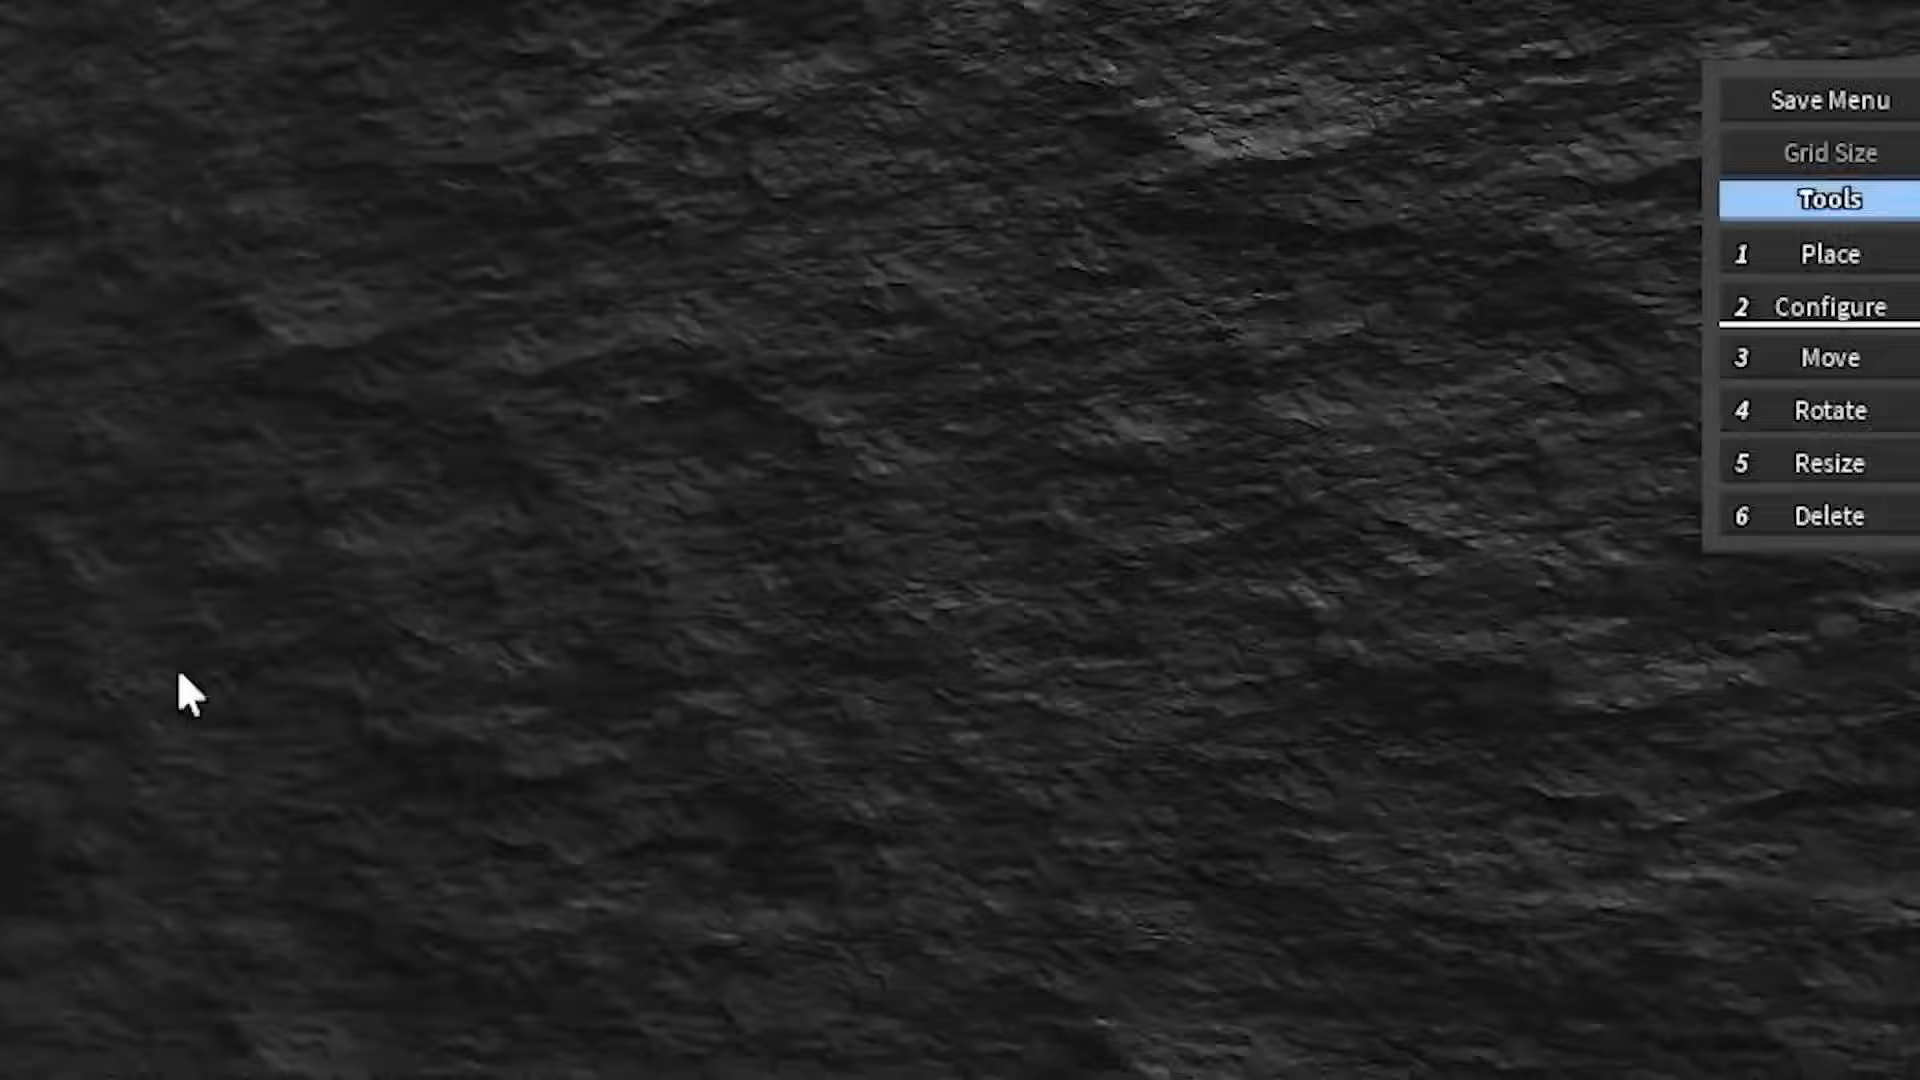 Save Menu
Grid Size
Tools
1 Place
2 Configure
3 Move
4 Rotate
5 Resize
6 Delete